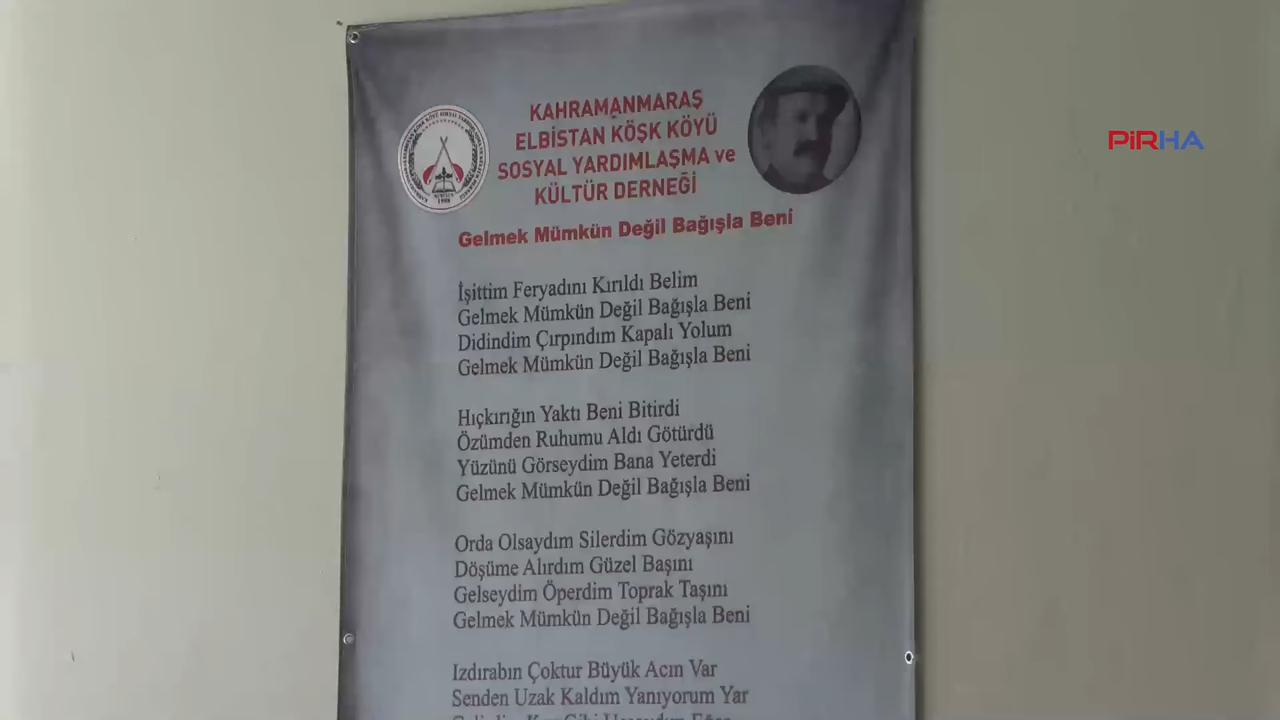 KAHRAMANMARAŞ
ELBİSTAN KÖŞK KÖYÜ
SOSYAL YARDIMLAŞMA ve
KÜLTÜR DERNEĞİ
PİRHA
Gelmek Mümkün Değil Bağışla Beni
İşittim Feryadını Kırıldı Belim
Gelmek Mümkün Değil Bağışla Beni
Didindim Çırpındım Kapalı Yolum
Gelmek Mümkün Değil Bağışla Beni
Hıçkırığın Yaktı Beni Bitirdi
Özümden Ruhumu Aldı Götürdü
Yüzünü Görseydim Bana Yeterdi
Gelmek Mümkün Değil Bağışla Beni
Orda Olsaydım Silerdim Gözyaşını
Döşüme Alırdım Güzel Başını
Gelseydim Öperdim Toprak Taşını
Gelmek Mümkün Değil Bağışla Beni
Izdırabın Çoktur Büyük Acın Var
Senden Uzak Kaldım Yanıyorum Yar